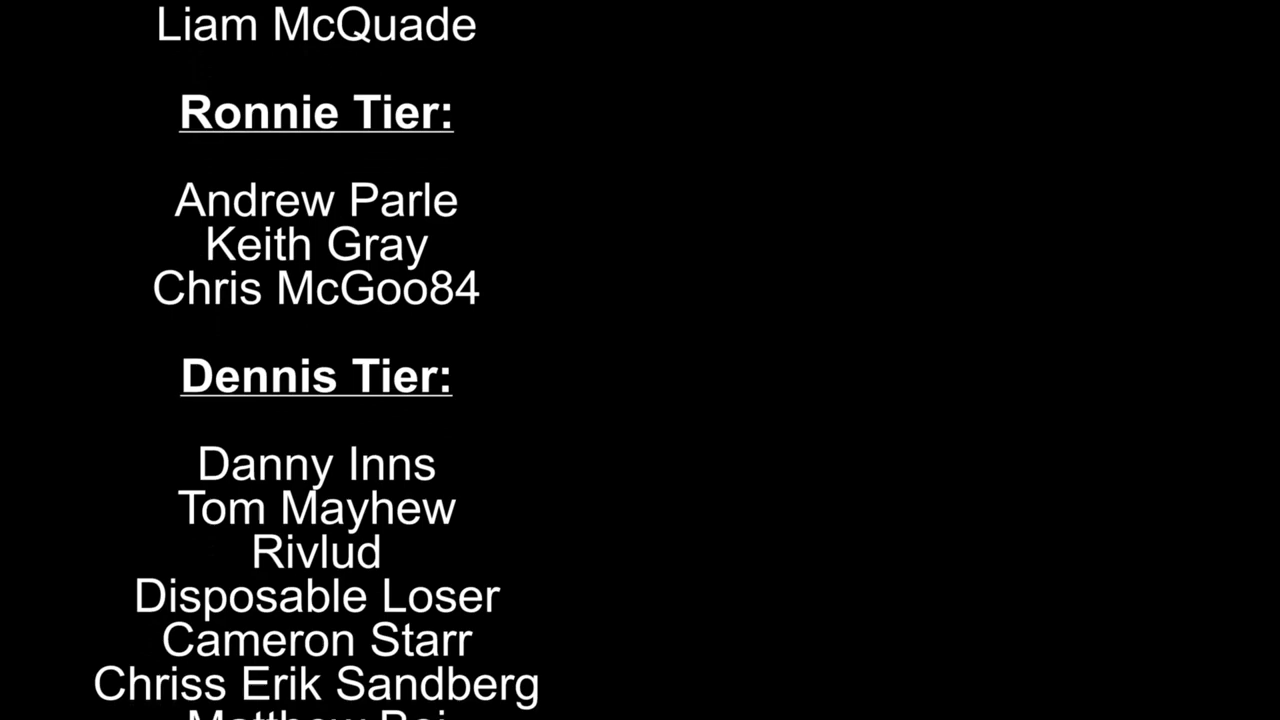 Liam McQuade
Ronnie Tier:
Andrew Parle
Keith Gray
Chris McGoo84
Dennis Tier:
Danny Inns
Tom Mayhew
Rivlud
Disposable Loser
Cameron Starr
Chriss Erik Sandberg
Matthew